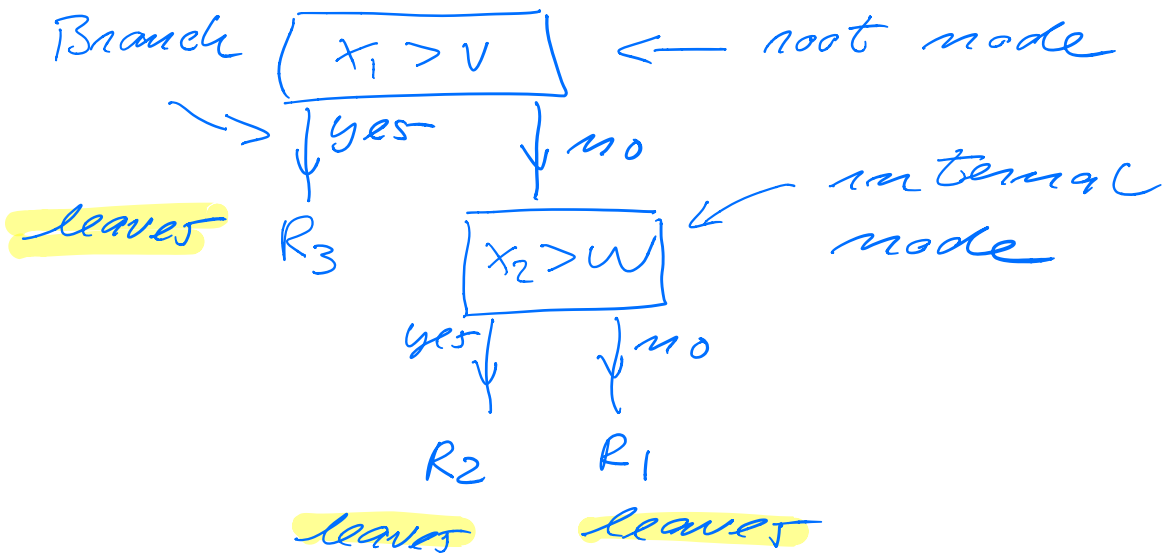 Branch x₁ > v ← root node
yes no
internal
leaves R₃ x₂ > w node
yes no
R₂ R₁
leaves leaves